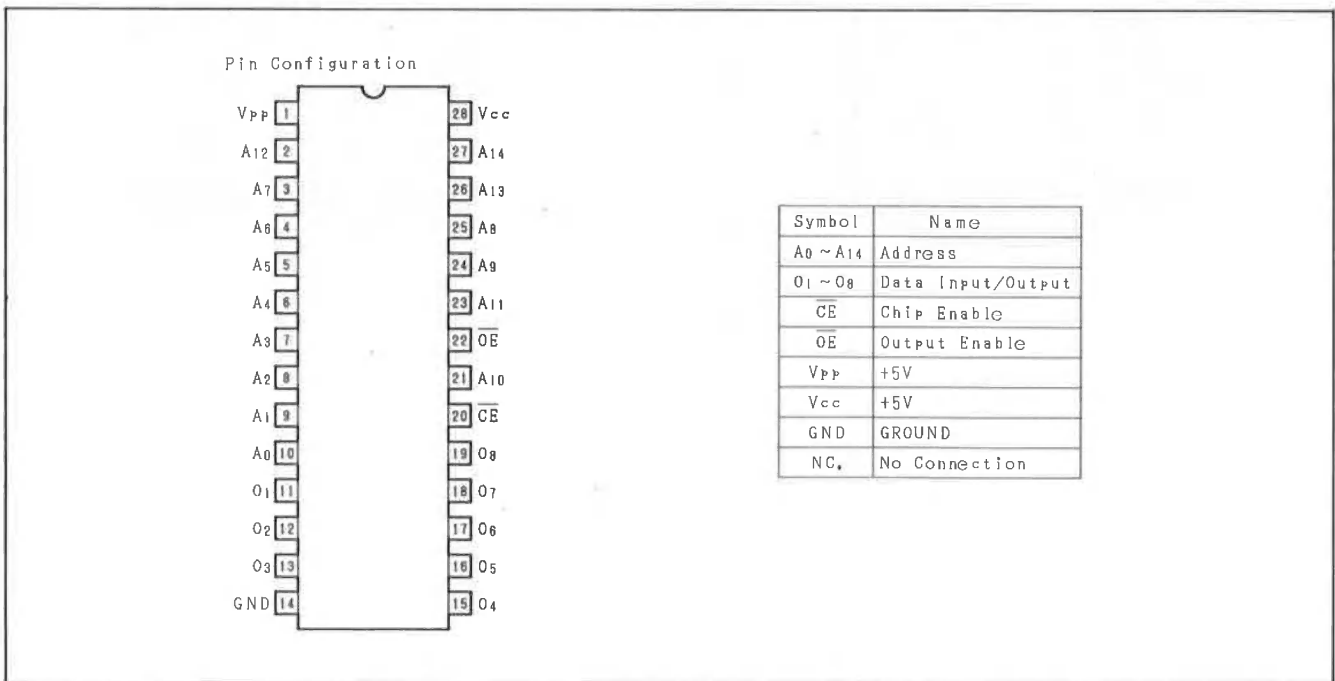 Pin Configuration
Vpp 1 28 Vcc
A12 2 27 A14
A7 3 26 A13
A6 4 25 A8
A5 5 24 A9
A4 6 23 A11
A3 7 22 O̅E̅
A2 8 21 A10
A1 9 20 C̅E̅
A0 10 19 O8
O1 11 18 O7
O2 12 17 O6
O3 13 16 O5
GND 14 15 O4
Symbol Name
A0 ~ A14 Address
O1 ~ O8 Data Input/Output
C̅E̅ Chip Enable
O̅E̅ Output Enable
Vpp +5V
Vcc +5V
GND GROUND
NC. No Connection